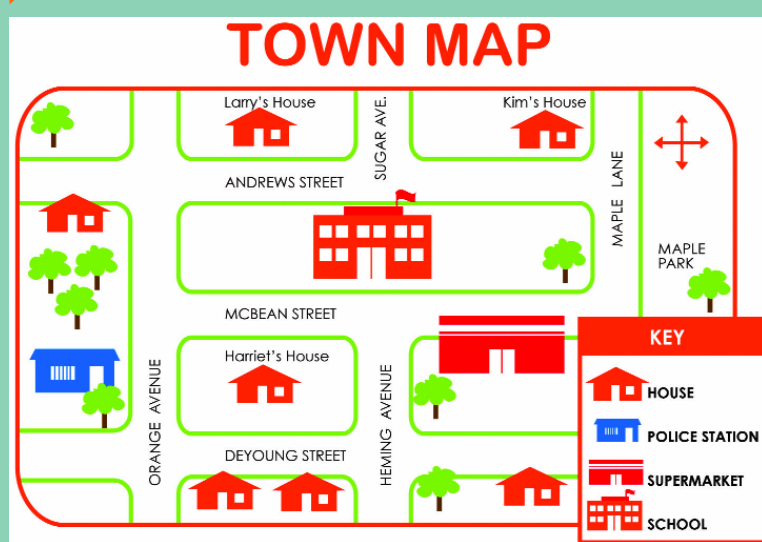 TOWN MAP
Larry's House
SUGAR AVE.
Kim's House
ANDREWS STREET
MAPLE LANE
MAPLE
PARK
MCBEAN STREET
Harriet's House
ORANGE AVENUE
HEMING AVENUE
DEYOUNG STREET
KEY
HOUSE
POLICE STATION
SUPERMARKET
SCHOOL